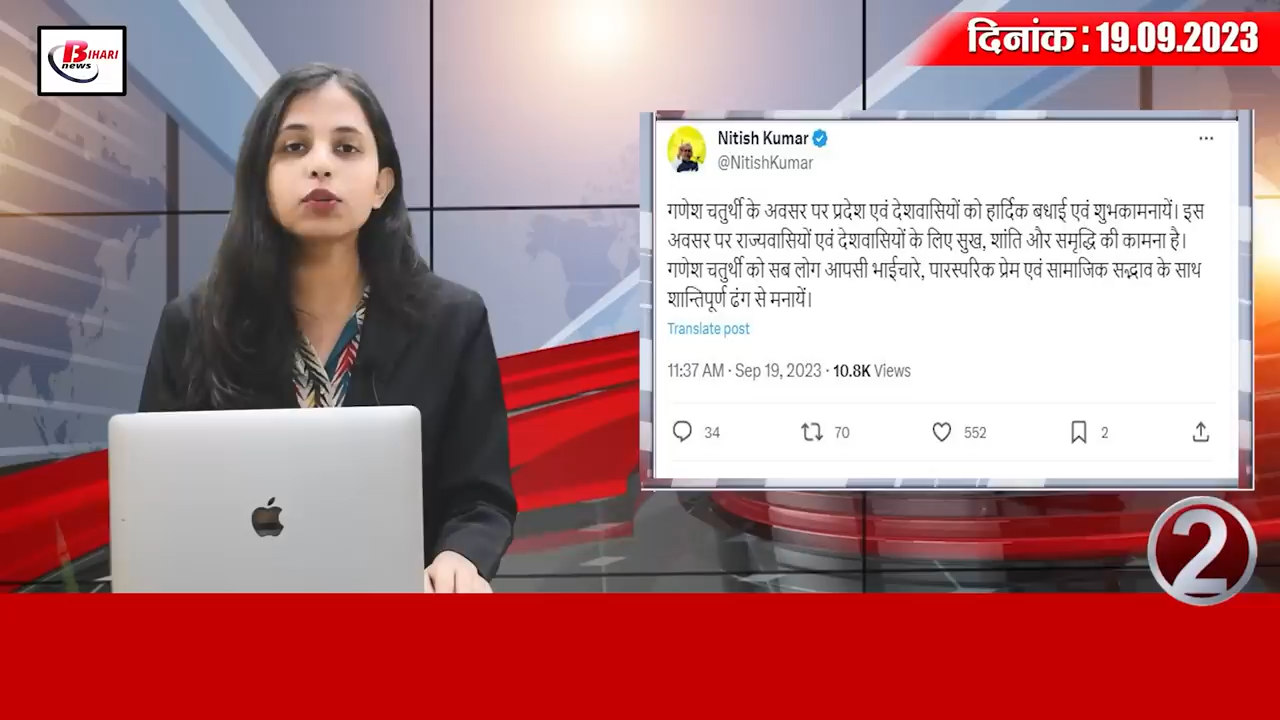 BIHARI
news
दिनांक : 19.09.2023
Nitish Kumar
@NitishKumar
गणेश चतुर्थी के अवसर पर प्रदेश एवं देशवासियों को हार्दिक बधाई एवं शुभकामनायें। इस
अवसर पर राज्यवासियों एवं देशवासियों के लिए सुख, शांति और समृद्धि की कामना है।
गणेश चतुर्थी को सब लोग आपसी भाईचारे, पारस्परिक प्रेम एवं सामाजिक सद्भाव के साथ
शान्तिपूर्ण ढंग से मनायें।
Translate post
11:37 AM · Sep 19, 2023 · 10.8K Views
34 70 552 2
2